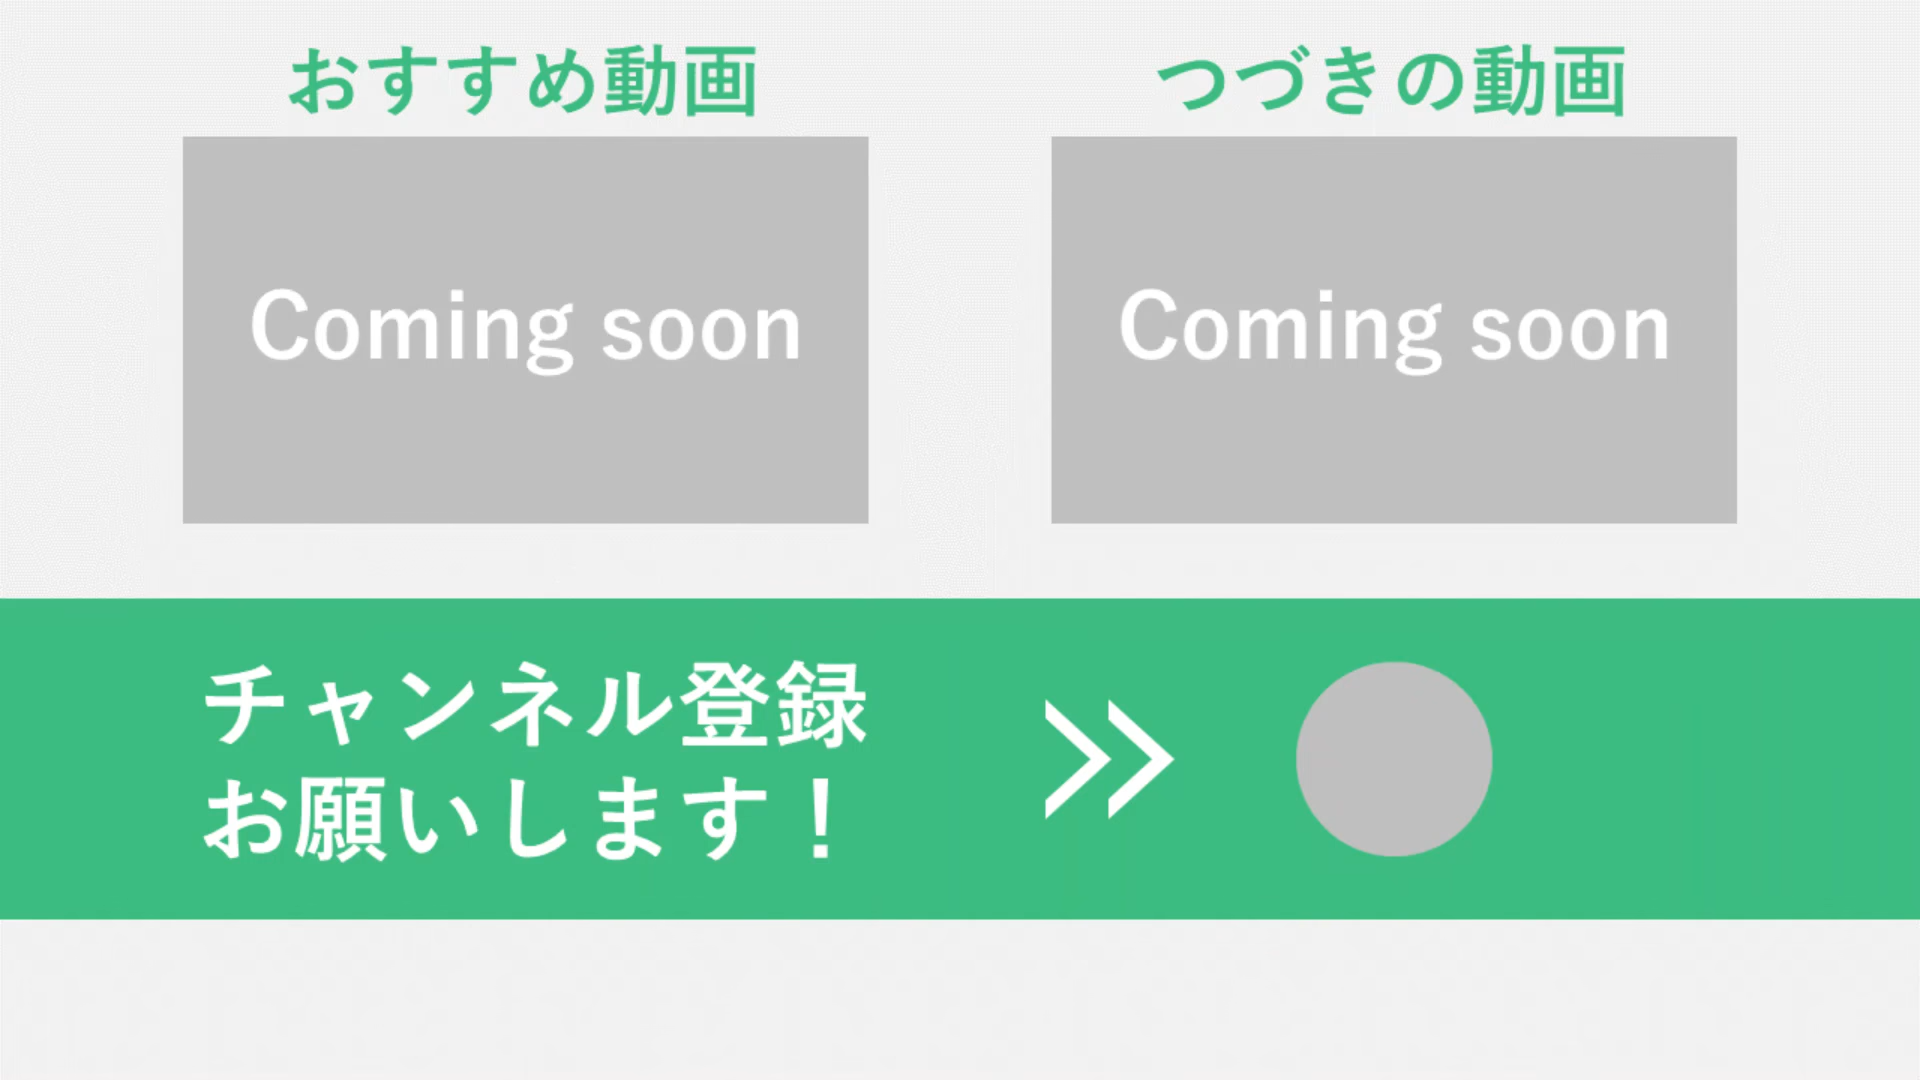 おすすめ動画
つづきの動画
Coming soon
Coming soon
チャンネル登録
お願いします！